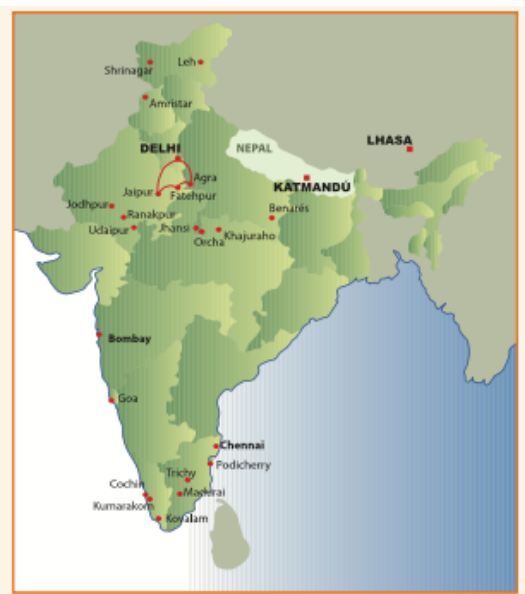 Shrinagar
Leh
Amristar
DELHI
NEPAL
LHASA
Agra
KATMANDÚ
Jaipur
Fatehpur
Jodhpur
Ranakpur
Benarés
Udaipur
Jhansi
Orcha
Khajuraho
Bombay
Goa
Chennai
Podicherry
Trichy
Cochin
Madurai
Kumarakom
Kovalam